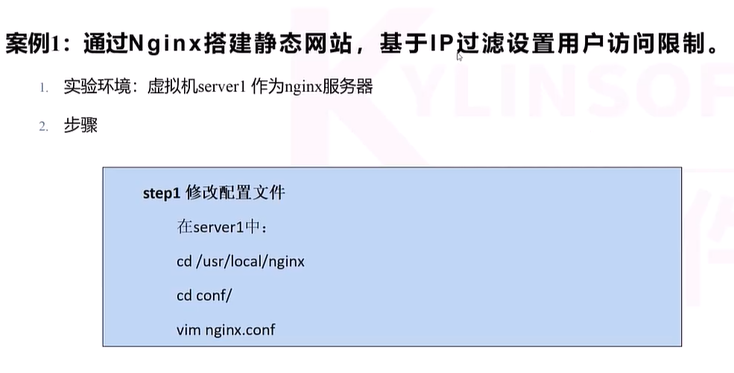 案例1：通过Nginx搭建静态网站，基于IP过滤设置用户访问限制。
1. 实验环境：虚拟机server1 作为nginx服务器
2. 步骤
step1 修改配置文件
在server1中：
cd /usr/local/nginx
cd conf/
vim nginx.conf
KYLINSOF